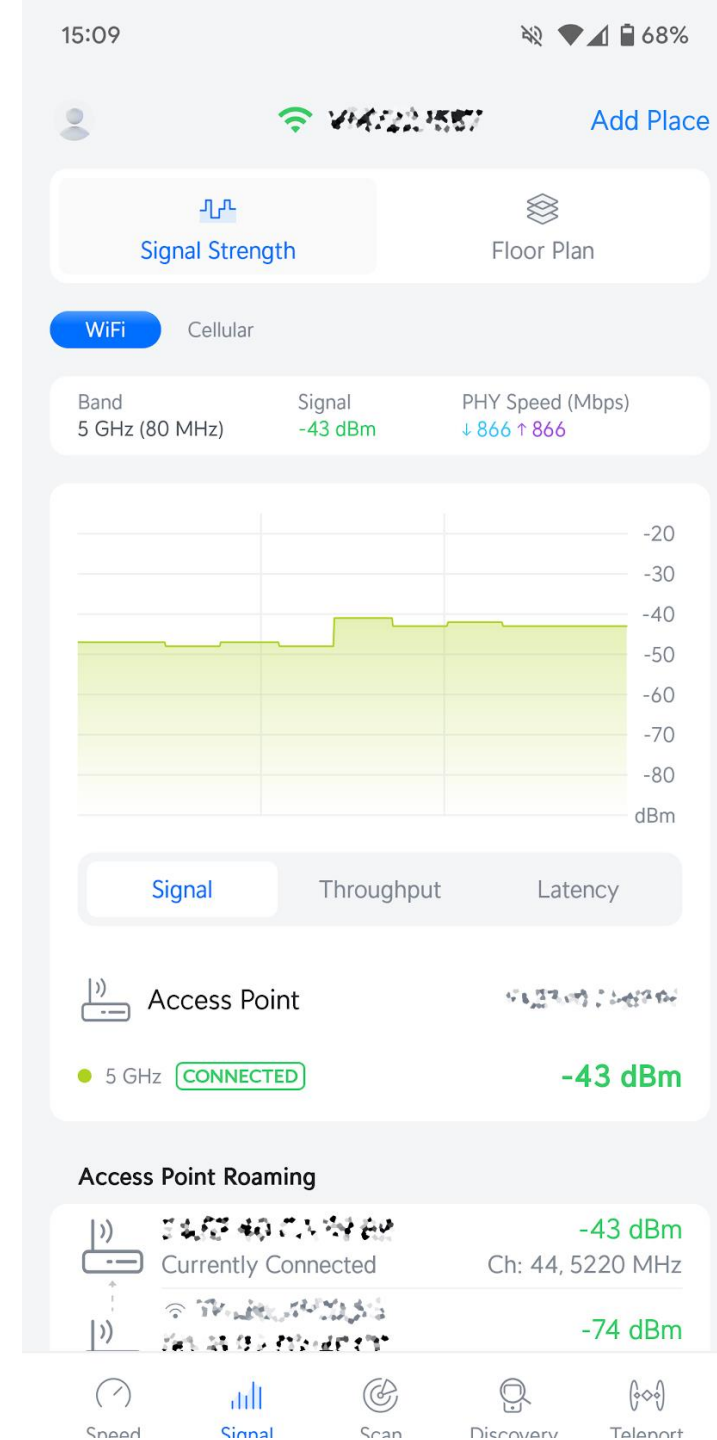 15:09 68%
Add Place
Signal Strength Floor Plan
WiFi Cellular
Band Signal PHY Speed (Mbps)
5 GHz (80 MHz) -43 dBm ↓ 866 ↑ 866
-20
-30
-40
-50
-60
-70
-80
dBm
Signal Throughput Latency
Access Point
5 GHz CONNECTED -43 dBm
Access Point Roaming
-43 dBm
Currently Connected Ch: 44, 5220 MHz
-74 dBm
Speed Signal Scan Discovery Teleport